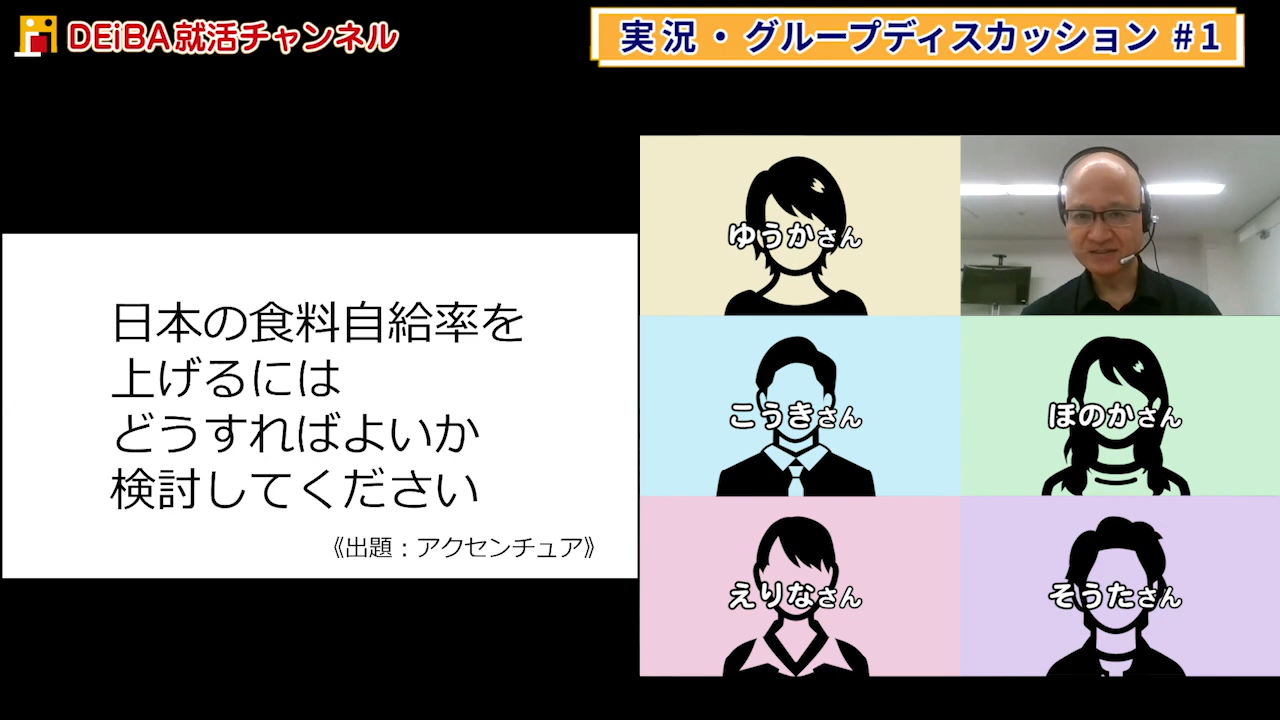 DEiBA就活チャンネル
実況・グループディスカッション #1
日本の食料自給率を
上げるには
どうすればよいか
検討してください
《出題：アクセンチュア》
ゆうかさん
こうきさん
ほのかさん
えりなさん
そうたさん